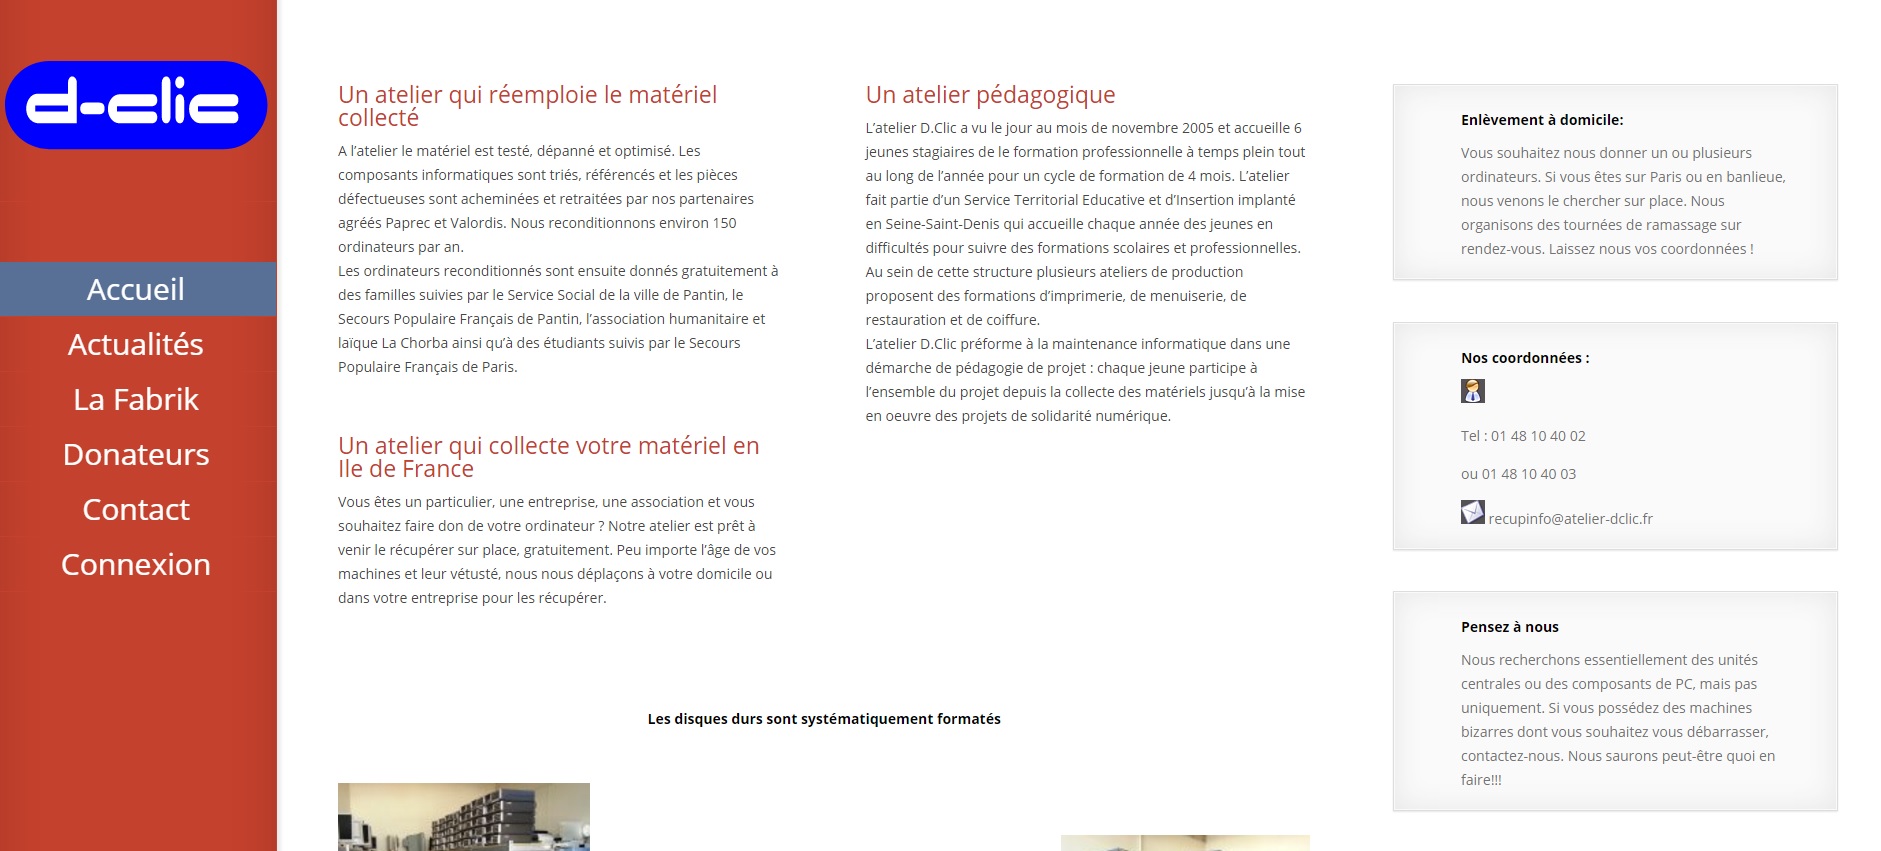 d-clic
Accueil
Actualités
La Fabrik
Donateurs
Contact
Connexion
Un atelier qui réemploie le matériel
collecté
A l’atelier le matériel est testé, dépanné et optimisé. Les
composants informatiques sont triés, référencés et les pièces
défectueuses sont acheminées et retraitées par nos partenaires
agréés Paprec et Valordis. Nous reconditionnons environ 150
ordinateurs par an.
Les ordinateurs reconditionnés sont ensuite donnés gratuitement à
des familles suivies par le Service Social de la ville de Pantin, le
Secours Populaire Français de Pantin, l’association humanitaire et
laïque La Chorba ainsi qu’à des étudiants suivis par le Secours
Populaire Français de Paris.
Un atelier qui collecte votre matériel en
Ile de France
Vous êtes un particulier, une entreprise, une association et vous
souhaitez faire don de votre ordinateur ? Notre atelier est prêt à
venir le récupérer sur place, gratuitement. Peu importe l’âge de vos
machines et leur vétusté, nous nous déplaçons à votre domicile ou
dans votre entreprise pour les récupérer.
Un atelier pédagogique
L’atelier D.Clic a vu le jour au mois de novembre 2005 et accueille 6
jeunes stagiaires de le formation professionnelle à temps plein tout
au long de l’année pour un cycle de formation de 4 mois. L’atelier
fait partie d’un Service Territorial Educative et d’Insertion implanté
en Seine-Saint-Denis qui accueille chaque année des jeunes en
difficultés pour suivre des formations scolaires et professionnelles.
Au sein de cette structure plusieurs ateliers de production
proposent des formations d’imprimerie, de menuiserie, de
restauration et de coiffure.
L’atelier D.Clic préforme à la maintenance informatique dans une
démarche de pédagogie de projet : chaque jeune participe à
l’ensemble du projet depuis la collecte des matériels jusqu’à la mise
en oeuvre des projets de solidarité numérique.
Les disques durs sont systématiquement formatés
Enlèvement à domicile:
Vous souhaitez nous donner un ou plusieurs
ordinateurs. Si vous êtes sur Paris ou en banlieue,
nous venons le chercher sur place. Nous
organisons des tournées de ramassage sur
rendez-vous. Laissez nous vos coordonnées !
Nos coordonnées :
Tel : 01 48 10 40 02
ou 01 48 10 40 03
recupinfo@atelier-dclic.fr
Pensez à nous
Nous recherchons essentiellement des unités
centrales ou des composants de PC, mais pas
uniquement. Si vous possédez des machines
bizarres dont vous souhaitez vous débarrasser,
contactez-nous. Nous saurons peut-être quoi en
faire!!!